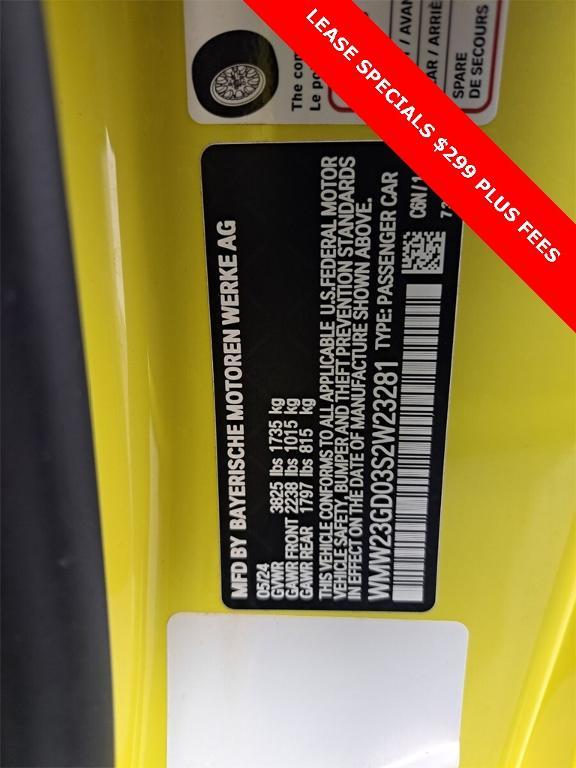 LEASE SPECIALS $299 PLUS FEES
The
Le
SPARE
DE SECOURS
MFD BY BAYERISCHE MOTOREN WERKE AG
05/24
GVWR 3825 lbs 1735 kg
GAWR FRONT 2238 lbs 1015 kg
GAWR REAR 1797 lbs 815 kg
THIS VEHICLE CONFORMS TO ALL APPLICABLE U.S.FEDERAL MOTOR
VEHICLE SAFETY, BUMPER AND THEFT PREVENTION STANDARDS
IN EFFECT ON THE DATE OF MANUFACTURE SHOWN ABOVE.
WMW23GD03S2W23281 TYPE: PASSENGER CAR